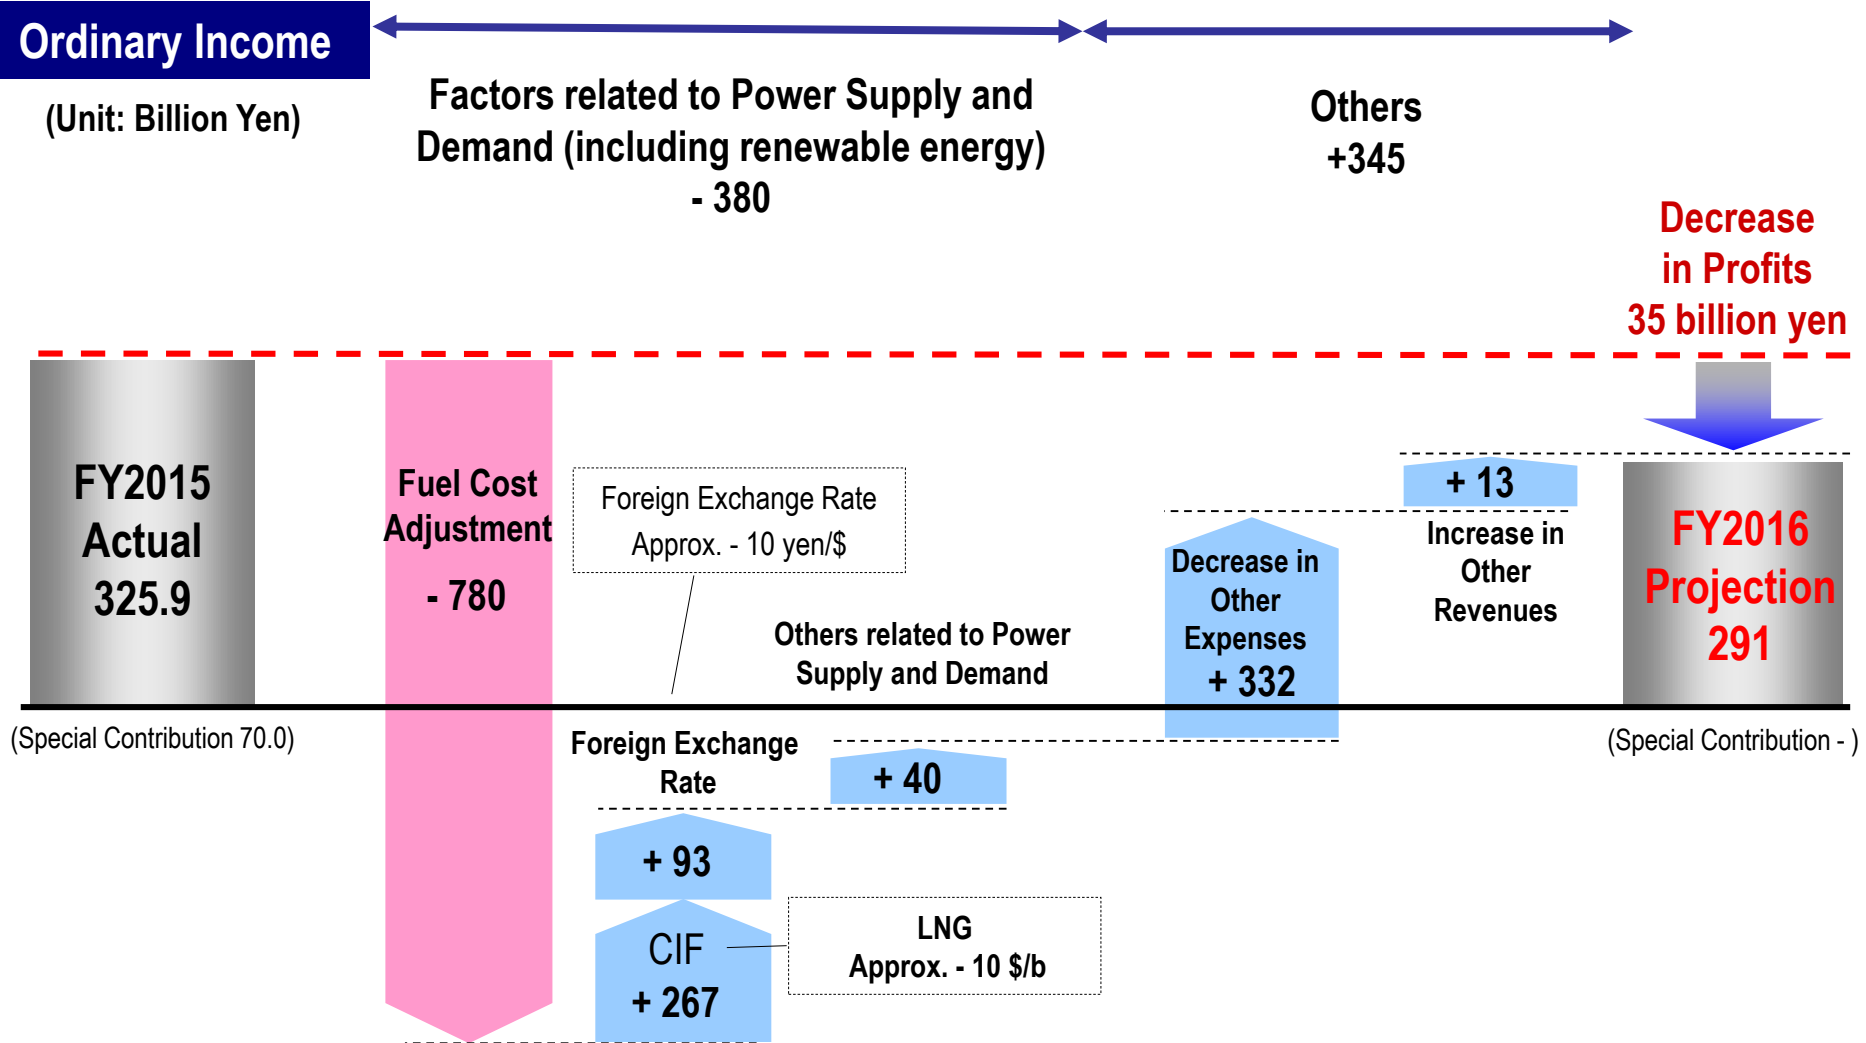 Ordinary Income
(Unit: Billion Yen)
Factors related to Power Supply and
Demand (including renewable energy)
- 380
Others
+345
Decrease
in Profits
35 billion yen
FY2015
Actual
325.9
(Special Contribution 70.0)
Fuel Cost
Adjustment
- 780
Foreign Exchange Rate
Approx. - 10 yen/$
Others related to Power
Supply and Demand
Foreign Exchange
Rate
+ 93
CIF
+ 267
LNG
Approx. - 10 $/b
+ 40
Decrease in
Other
Expenses
+ 332
+ 13
Increase in
Other
Revenues
FY2016
Projection
291
(Special Contribution - )